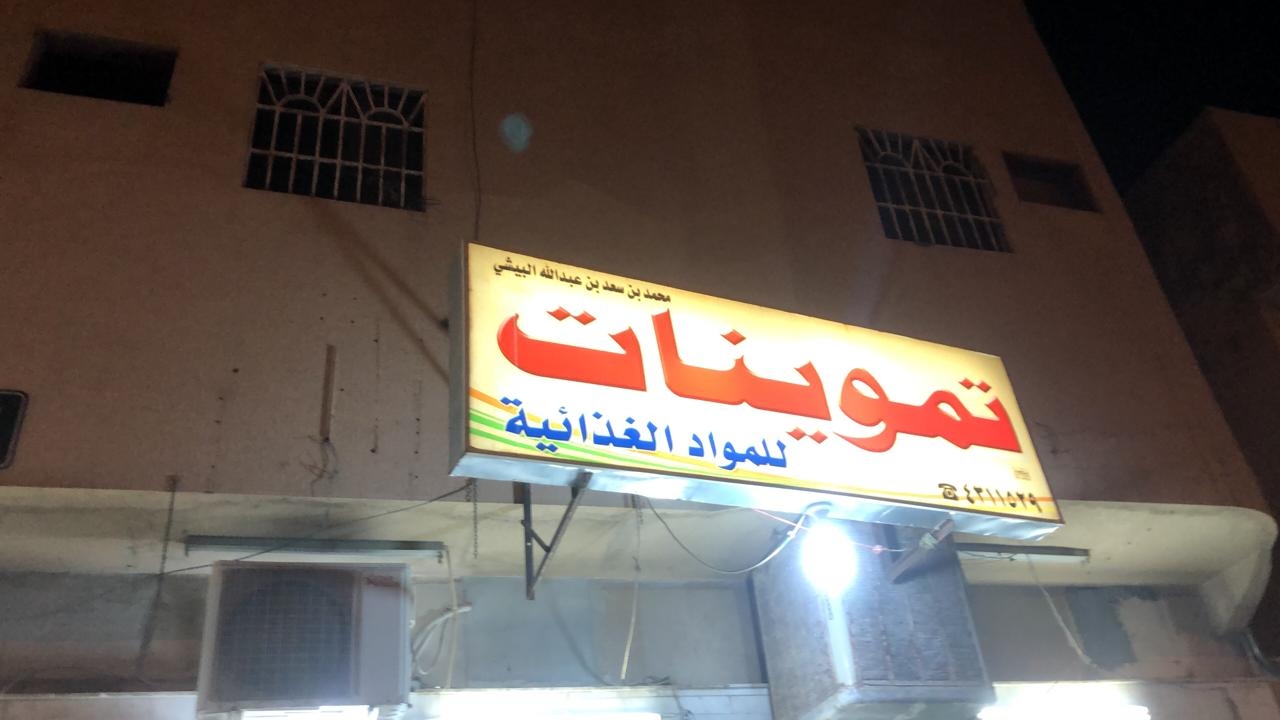 محمد بن سعد بن عبدالله البيشي
تموينات
للمواد الغذائية
☎ ٤٣١١٥٢٩